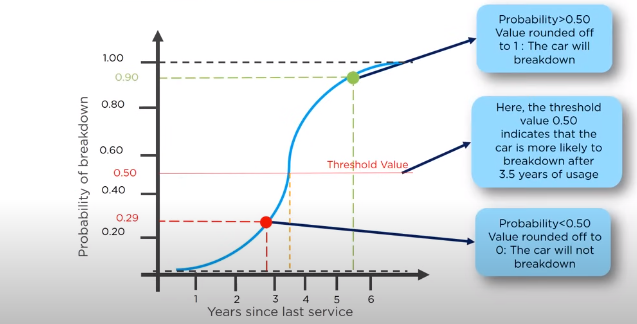 Probability of breakdown
1.00
0.90
0.80
0.60
0.50
0.40
0.29
0.20
Threshold Value
1 2 3 4 5 6
Years since last service
Probability>0.50
Value rounded off
to 1 : The car will
breakdown
Here, the threshold
value 0.50
indicates that the
car is more likely to
breakdown after
3.5 years of usage
Probability<0.50
Value rounded off to
0: The car will not
breakdown